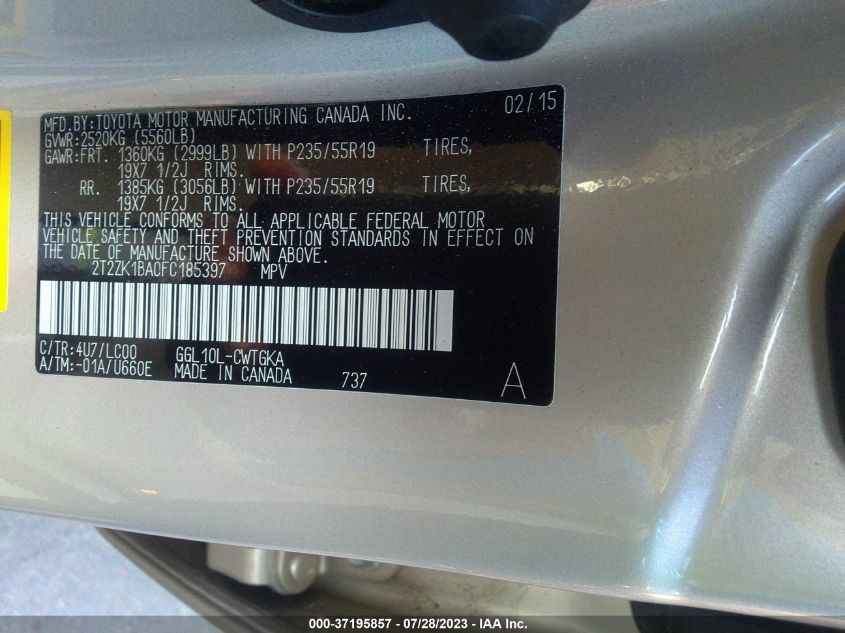 MFD.BY:TOYOTA MOTOR MANUFACTURING CANADA INC. 02/15
GVWR:2520KG (5560LB)
GAWR:FRT. 1360KG (2999LB) WITH P235/55R19 TIRES,
19X7 1/2J RIMS.
RR. 1385KG (3056LB) WITH P235/55R19 TIRES,
19X7 1/2J RIMS.
THIS VEHICLE CONFORMS TO ALL APPLICABLE FEDERAL MOTOR
VEHICLE SAFETY AND THEFT PREVENTION STANDARDS IN EFFECT ON
THE DATE OF MANUFACTURE SHOWN ABOVE.
2T2ZK1BACFC185397 MPV
C/TR:4U7/LC00 GGL10L-CWTGKA
A/TM:-01A/U660E MADE IN CANADA 737 A
000-37195857 / 07/28/2023 - IAA Inc.